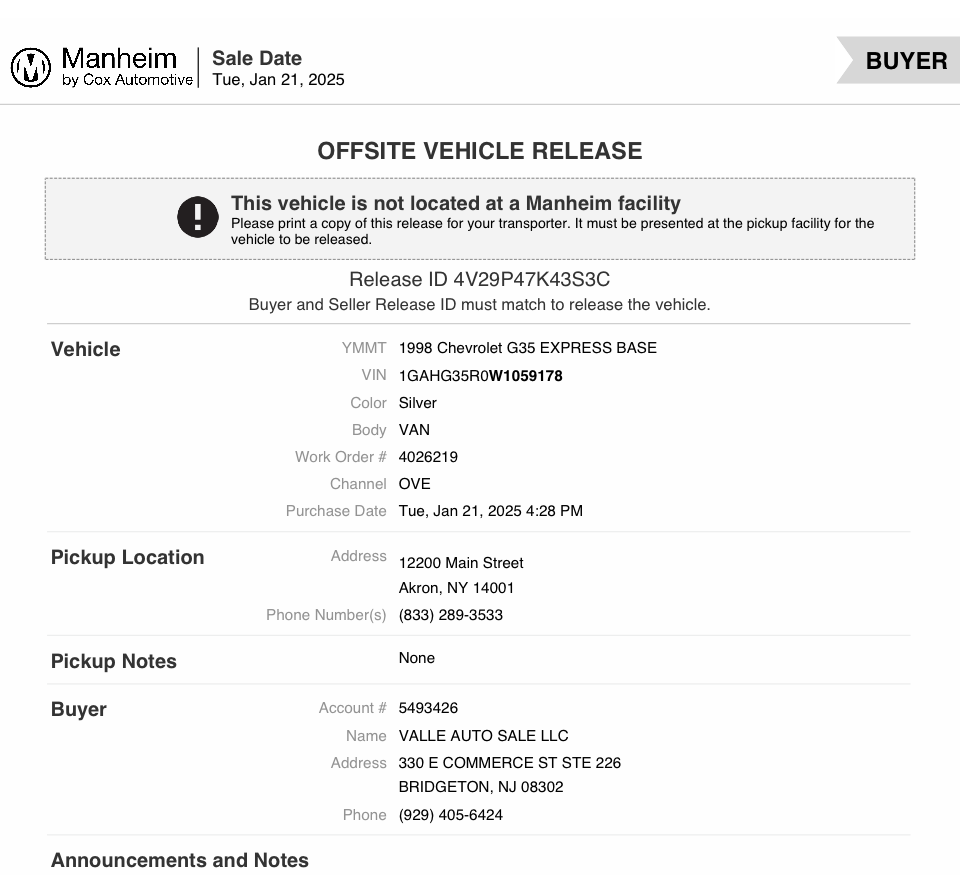 Manheim
by Cox Automotive
Sale Date
Tue, Jan 21, 2025
BUYER
OFFSITE VEHICLE RELEASE
This vehicle is not located at a Manheim facility
Please print a copy of this release for your transporter. It must be presented at the pickup facility for the
vehicle to be released.
Release ID 4V29P47K43S3C
Buyer and Seller Release ID must match to release the vehicle.
Vehicle
YMMT 1998 Chevrolet G35 EXPRESS BASE
VIN 1GAHG35R0W1059178
Color Silver
Body VAN
Work Order # 4026219
Channel OVE
Purchase Date Tue, Jan 21, 2025 4:28 PM
Pickup Location
Address 12200 Main Street
Akron, NY 14001
Phone Number(s) (833) 289-3533
Pickup Notes None
Buyer
Account # 5493426
Name VALLE AUTO SALE LLC
Address 330 E COMMERCE ST STE 226
BRIDGETON, NJ 08302
Phone (929) 405-6424
Announcements and Notes